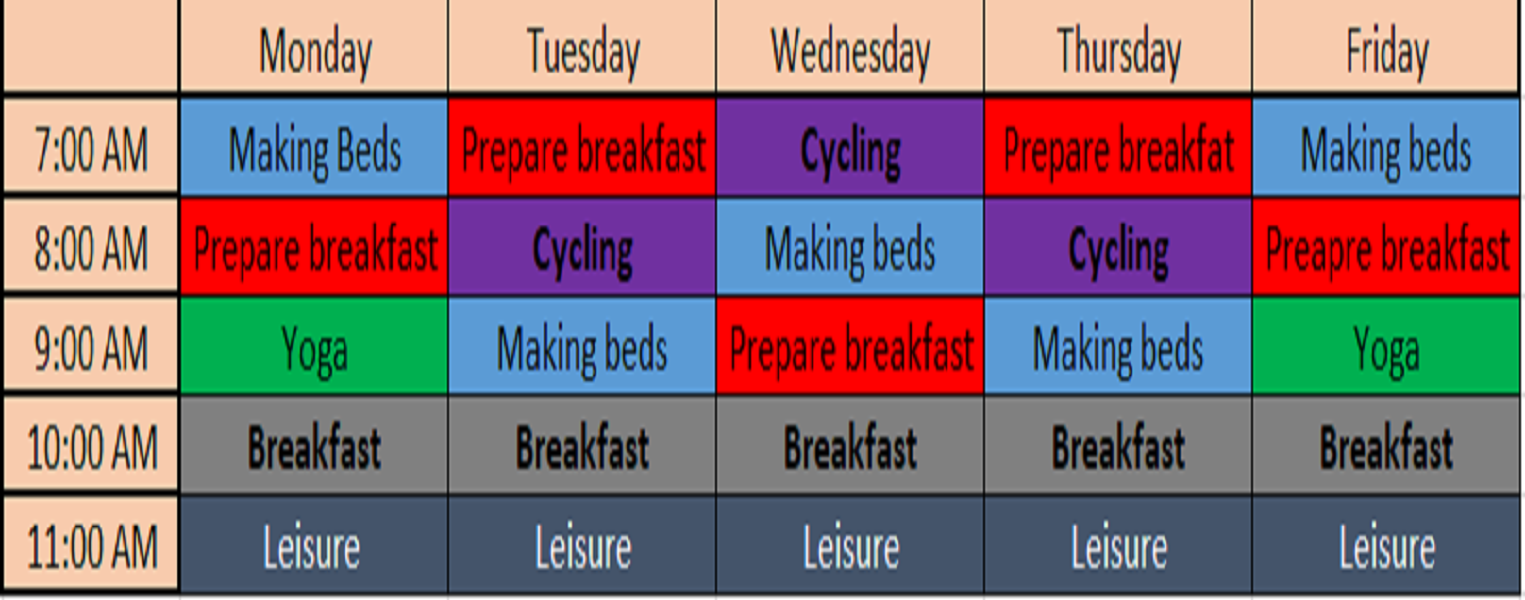 Monday Tuesday Wednesday Thursday Friday
7:00 AM Making Beds Prepare breakfast Cycling Prepare breakfat Making beds
8:00 AM Prepare breakfast Cycling Making beds Cycling Preapre breakfast
9:00 AM Yoga Making beds Prepare breakfast Making beds Yoga
10:00 AM Breakfast Breakfast Breakfast Breakfast Breakfast
11:00 AM Leisure Leisure Leisure Leisure Leisure